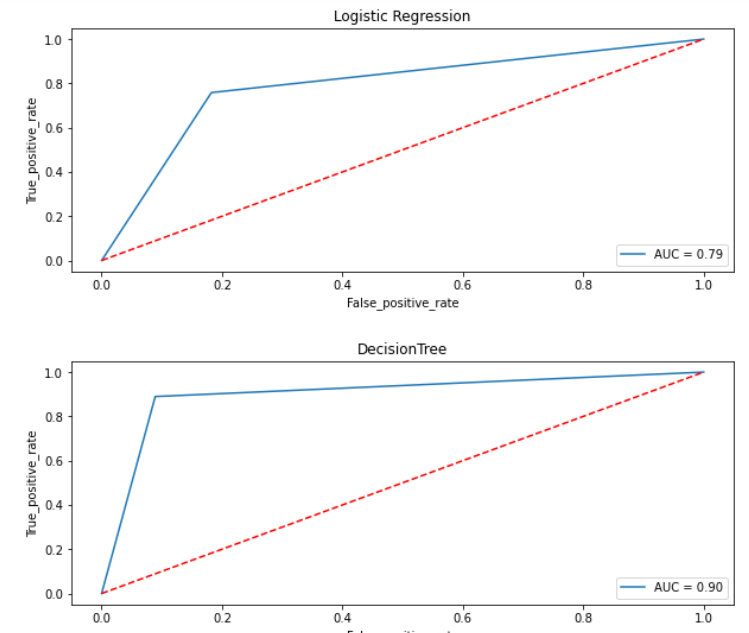 Logistic Regression
1.0
0.8
0.6
0.4
0.2
0.0
True_positive_rate
AUC = 0.79
0.0 0.2 0.4 0.6 0.8 1.0
False_positive_rate
DecisionTree
1.0
0.8
0.6
0.4
0.2
0.0
True_positive_rate
AUC = 0.90
0.0 0.2 0.4 0.6 0.8 1.0